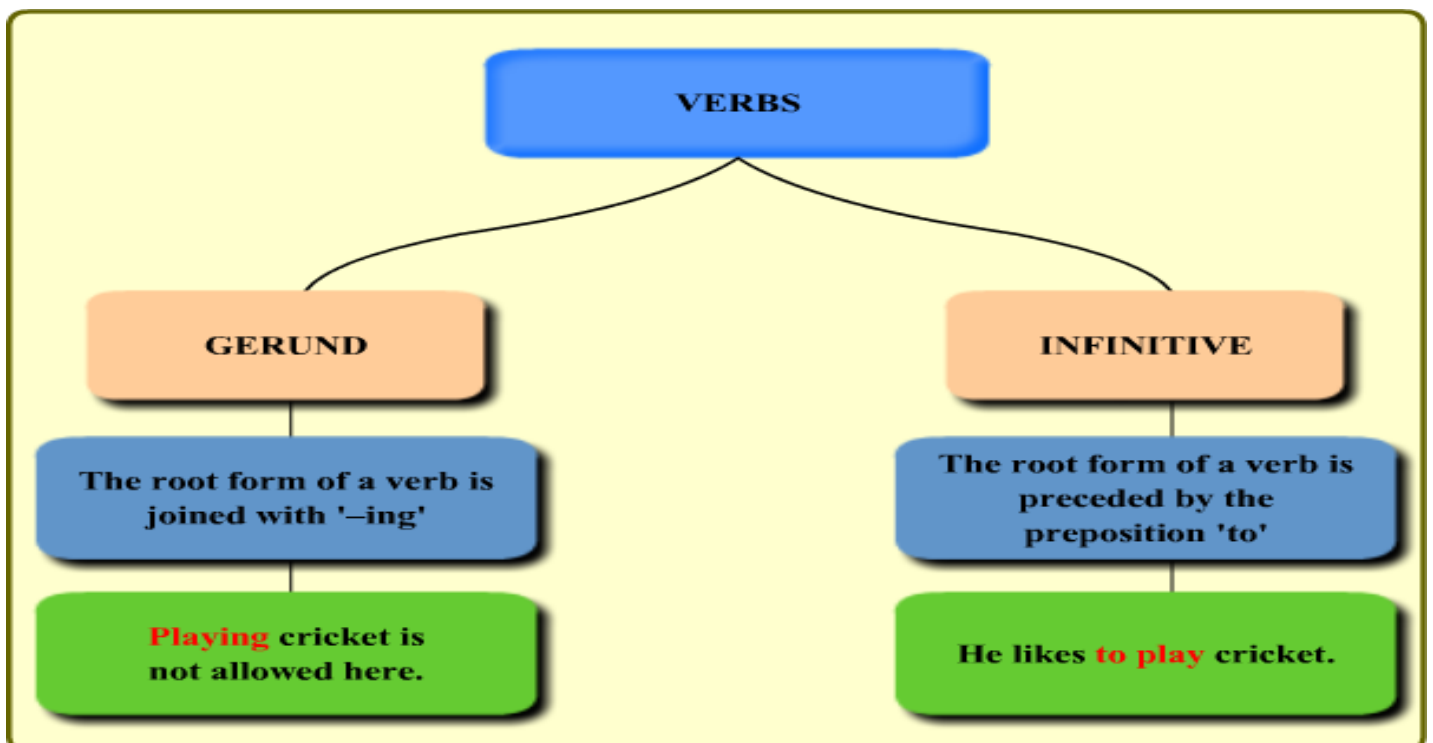 VERBS
GERUND
INFINITIVE
The root form of a verb is
joined with '–ing'
The root form of a verb is
preceded by the
preposition 'to'
Playing cricket is
not allowed here.
He likes to play cricket.